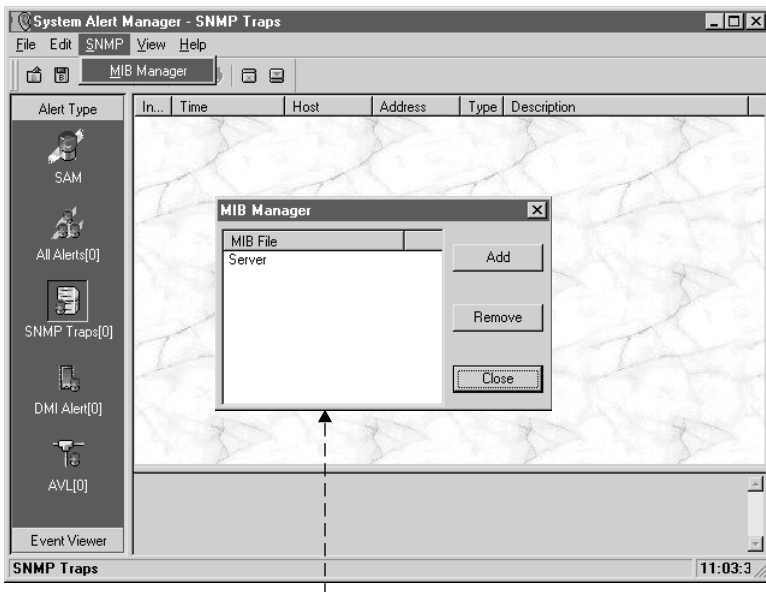 System Alert Manager - SNMP Traps
File Edit SNMP View Help
MIB Manager
Alert Type
In... Time Host Address Type Description
SAM
All Alerts[0]
SNMP Traps[0]
DMI Alert[0]
AVL[0]
Event Viewer
MIB Manager
MIB File
Server
Add
Remove
Close
SNMP Traps 11:03:3